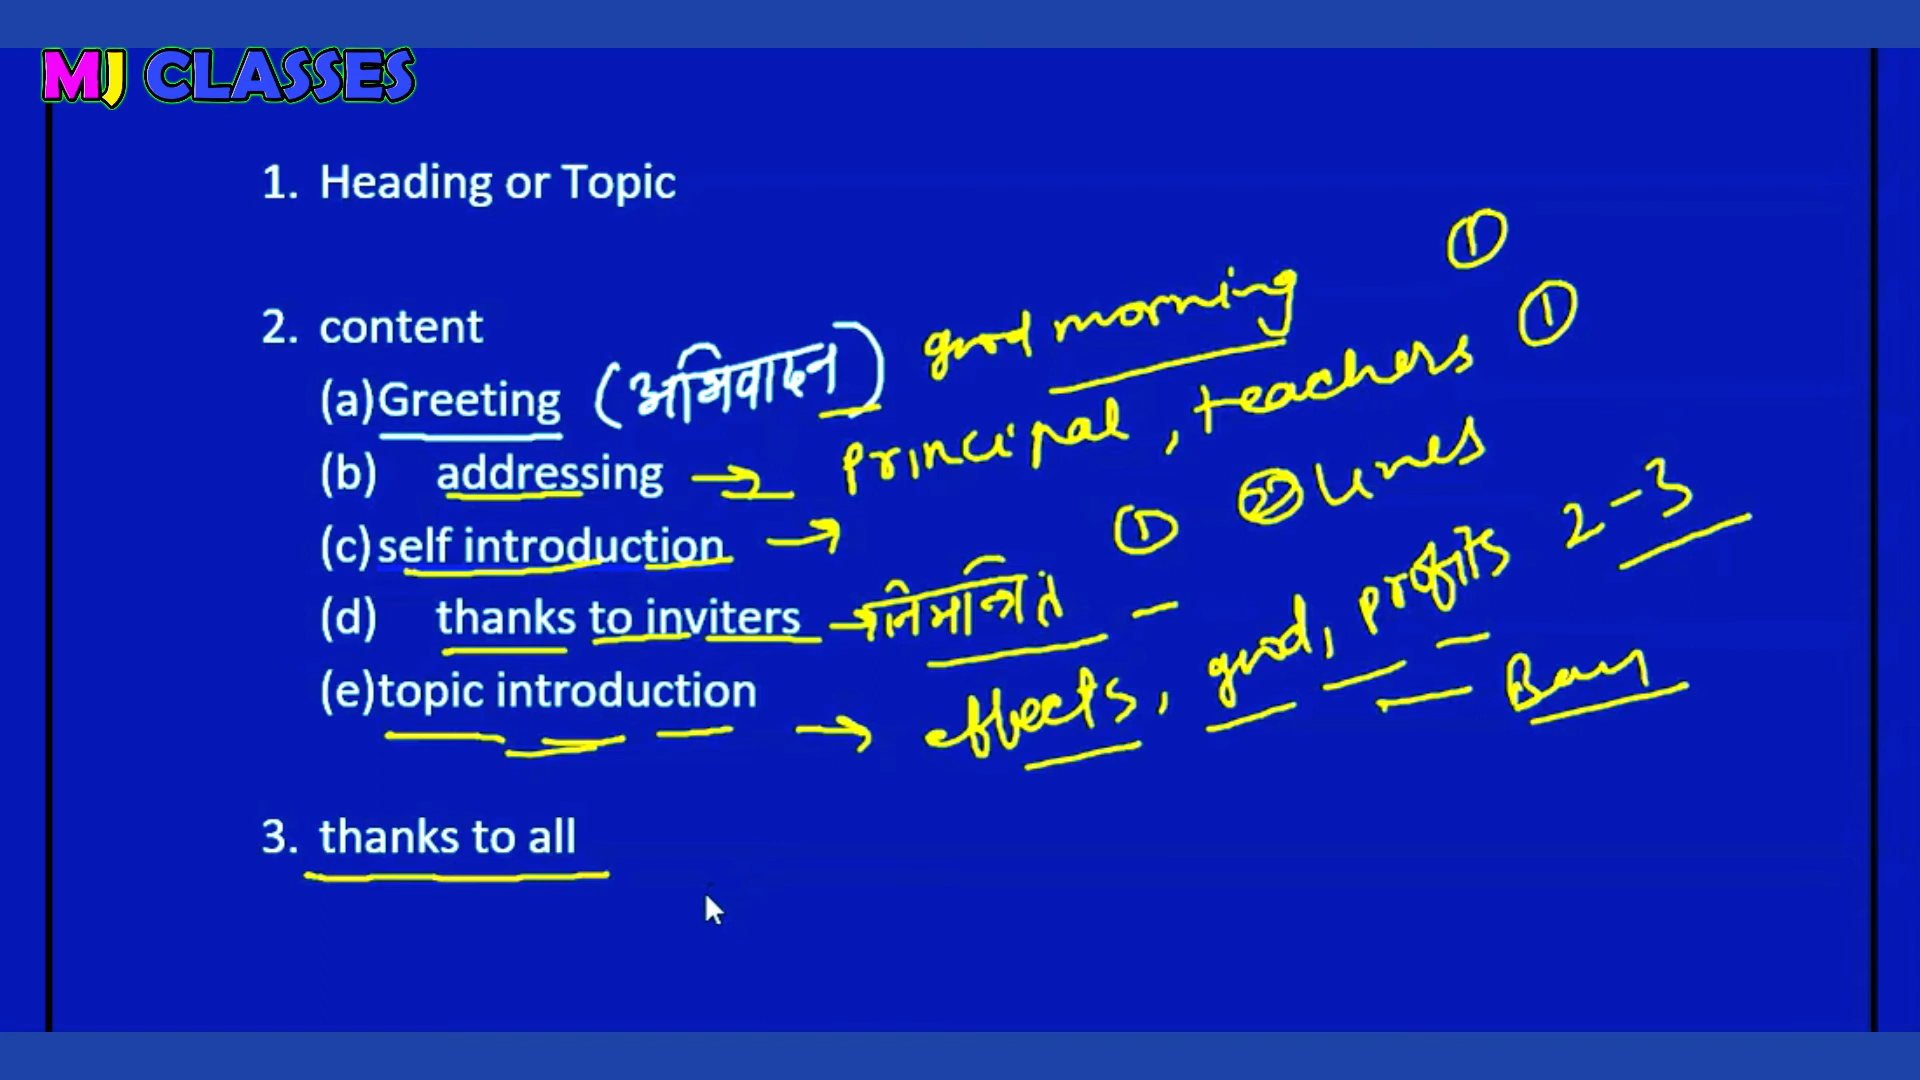 MJ CLASSES
1. Heading or Topic
2. content
(a)Greeting (अभिवादन) good morning ①
(b) addressing → principal, teachers ①
(c) self introduction → ① ② lines
(d) thanks to inviters → निमन्त्रित
(e)topic introduction → effects, good, profits 2-3
3. thanks to all